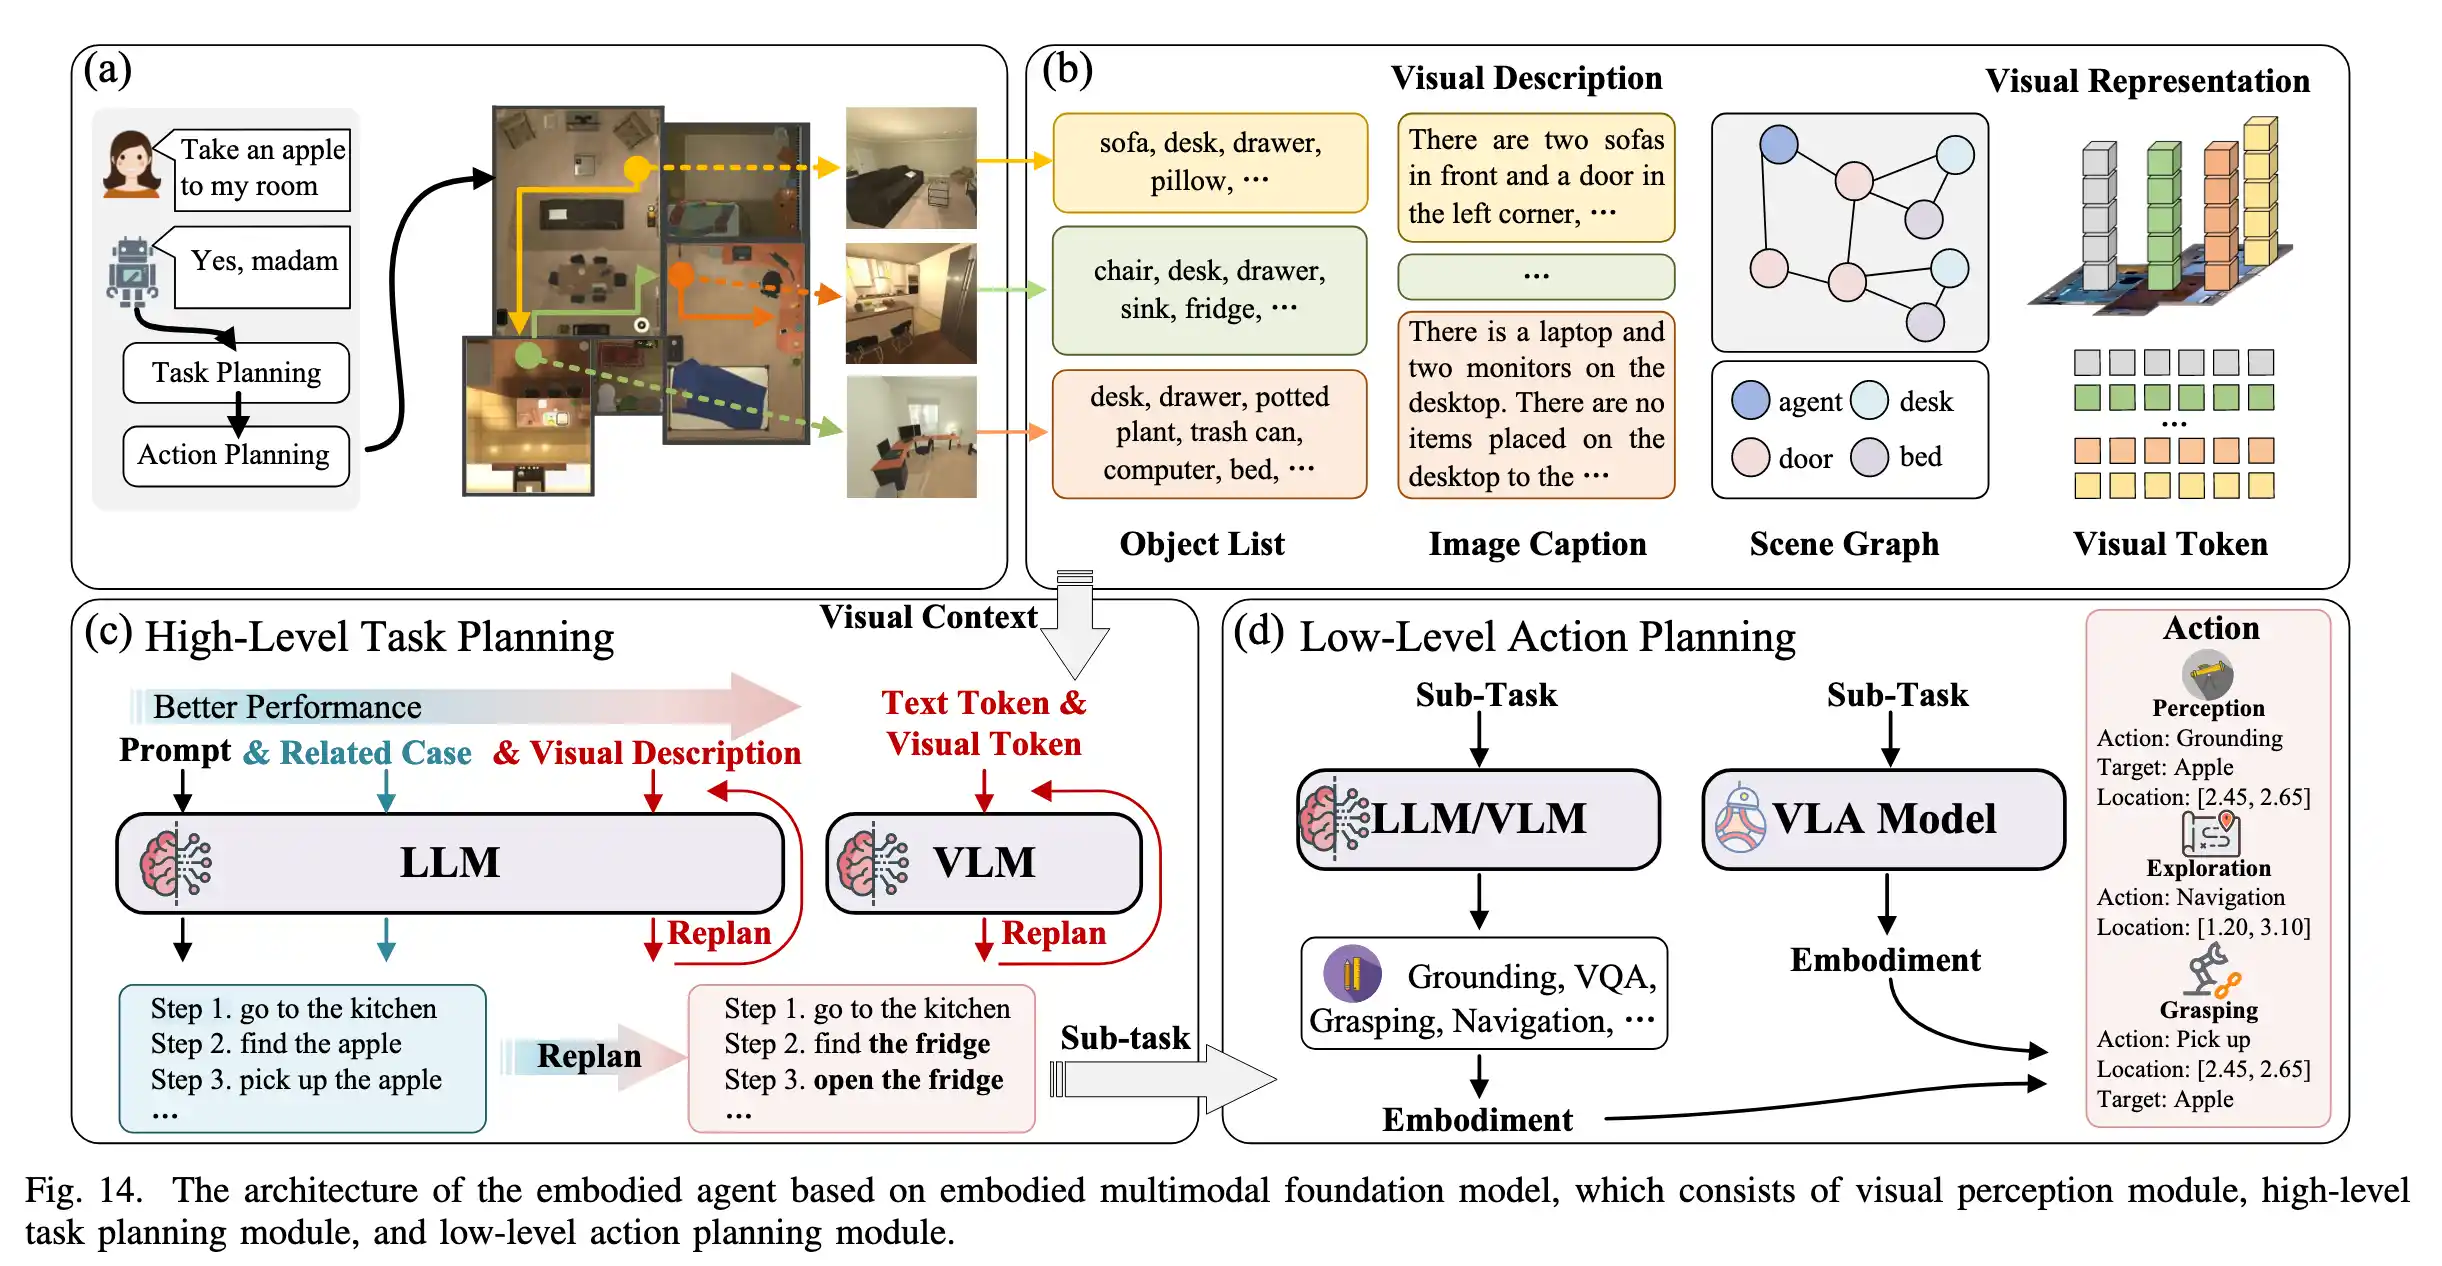 (a)
Take an apple
to my room
Yes, madam
Task Planning
Action Planning
(b)
Visual Description
Visual Representation
sofa, desk, drawer,
pillow, ···
chair, desk, drawer,
sink, fridge, ···
desk, drawer, potted
plant, trash can,
computer, bed, ···
Object List
There are two sofas
in front and a door in
the left corner, ···
···
There is a laptop and
two monitors on the
desktop. There are no
items placed on the
desktop to the ···
Image Caption
agent
desk
door
bed
Scene Graph
···
Visual Token
Visual Context
(c) High-Level Task Planning
Better Performance
Prompt & Related Case & Visual Description
LLM
Replan
Text Token &
Visual Token
VLM
Replan
Step 1. go to the kitchen
Step 2. find the apple
Step 3. pick up the apple
···
Replan
Step 1. go to the kitchen
Step 2. find the fridge
Step 3. open the fridge
···
Sub-task
(d) Low-Level Action Planning
Sub-Task
LLM/VLM
Grounding, VQA,
Grasping, Navigation, ···
Embodiment
Sub-Task
VLA Model
Embodiment
Action
Perception
Action: Grounding
Target: Apple
Location: [2.45, 2.65]
Exploration
Action: Navigation
Location: [1.20, 3.10]
Grasping
Action: Pick up
Location: [2.45, 2.65]
Target: Apple
Fig. 14. The architecture of the embodied agent based on embodied multimodal foundation model, which consists of visual perception module, high-level
task planning module, and low-level action planning module.